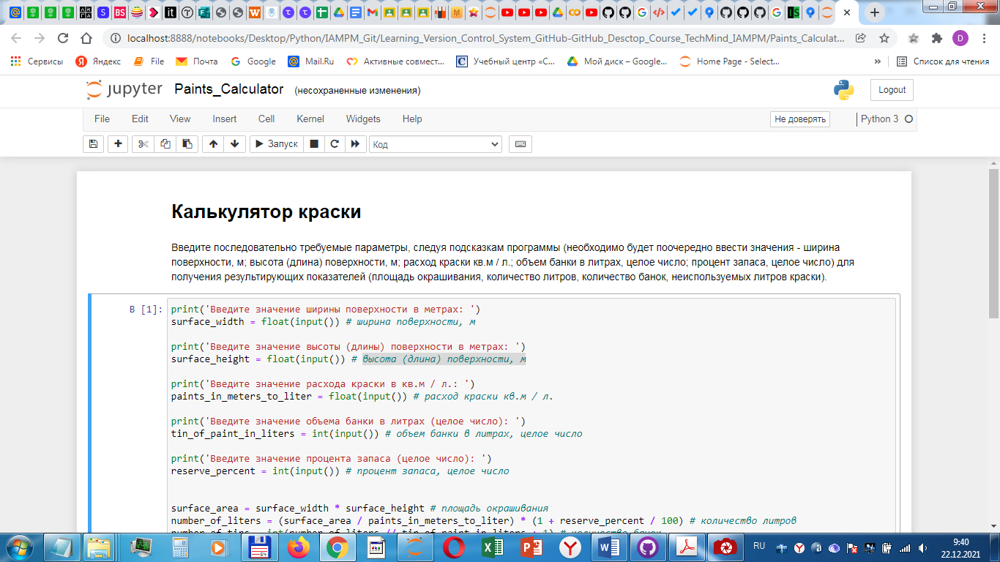 localhost:8888/notebooks/Desktop/Python/IAMPM_Git/Learning_Version_Control_System_GitHub-GitHub_Desctop_Course_TechMind_IAMPM/Paints_Calculat...
D
Сервисы Яндекс File Почта Google Mail.Ru Активные совмест... Учебный центр «С... Мой диск – Google... Home Page - Select... » Список для чтения
jupyter Paints_Calculator (несохраненные изменения) Logout
File Edit View Insert Cell Kernel Widgets Help Не доверять Python 3
Запуск Код
Калькулятор краски
Введите последовательно требуемые параметры, следуя подсказкам программы (необходимо будет поочередно ввести значения - ширина
поверхности, м; высота (длина) поверхности, м; расход краски кв.м / л.; объем банки в литрах, целое число; процент запаса, целое число) для
получения результирующих показателей (площадь окрашивания, количество литров, количество банок, неиспользуемых литров краски).
В [1]: print('Введите значение ширины поверхности в метрах: ')
surface_width = float(input()) # ширина поверхности, м
print('Введите значение высоты (длины) поверхности в метрах: ')
surface_height = float(input()) # высота (длина) поверхности, м
print('Введите значение расхода краски в кв.м / л.: ')
paints_in_meters_to_liter = float(input()) # расход краски кв.м / л.
print('Введите значение объема банки в литрах (целое число): ')
tin_of_paint_in_liters = int(input()) # объем банки в литрах, целое число
print('Введите значение процента запаса (целое число): ')
reserve_percent = int(input()) # процент запаса, целое число
surface_area = surface_width * surface_height # площадь окрашивания
number_of_liters = (surface_area / paints_in_meters_to_liter) * (1 + reserve_percent / 100) # количество литров
number_of_tins = int(number_of_liters // tin_of_paint_in_liters + 1) # количество банок
RU 9:40
22.12.2021